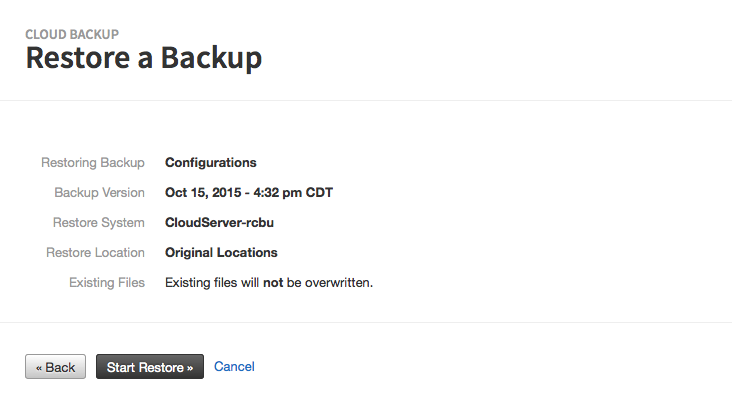 CLOUD BACKUP
Restore a Backup
Restoring Backup Configurations
Backup Version Oct 15, 2015 - 4:32 pm CDT
Restore System CloudServer-rcbu
Restore Location Original Locations
Existing Files Existing files will not be overwritten.
« Back Start Restore » Cancel